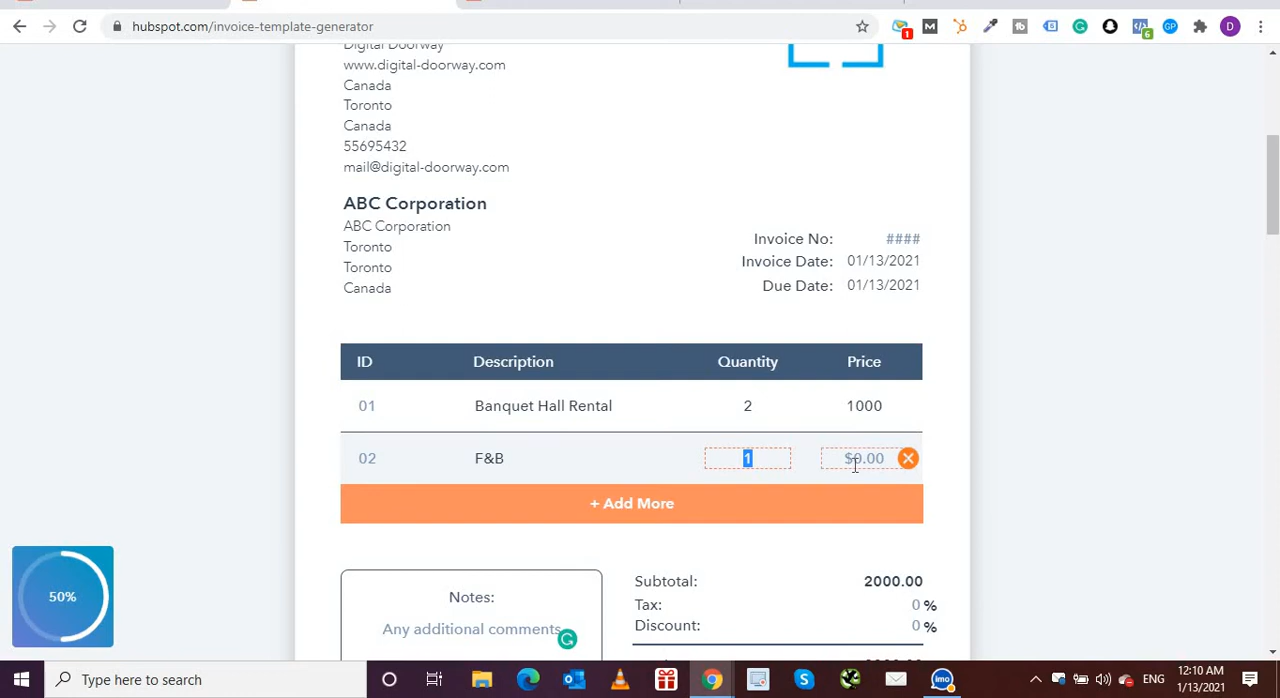 hubspot.com/invoice-template-generator
1
M
6
GP
D
Digital Doorway
www.digital-doorway.com
Canada
Toronto
Canada
55695432
mail@digital-doorway.com
ABC Corporation
ABC Corporation
Toronto
Toronto
Canada
Invoice No: ####
Invoice Date: 01/13/2021
Due Date: 01/13/2021
ID Description Quantity Price
01 Banquet Hall Rental 2 1000
02 F&B 1 $0.00
+ Add More
50%
Notes:
Any additional comments
Subtotal: 2000.00
Tax: 0 %
Discount: 0 %
Type here to search
imo
ENG
12:10 AM
1/13/2021